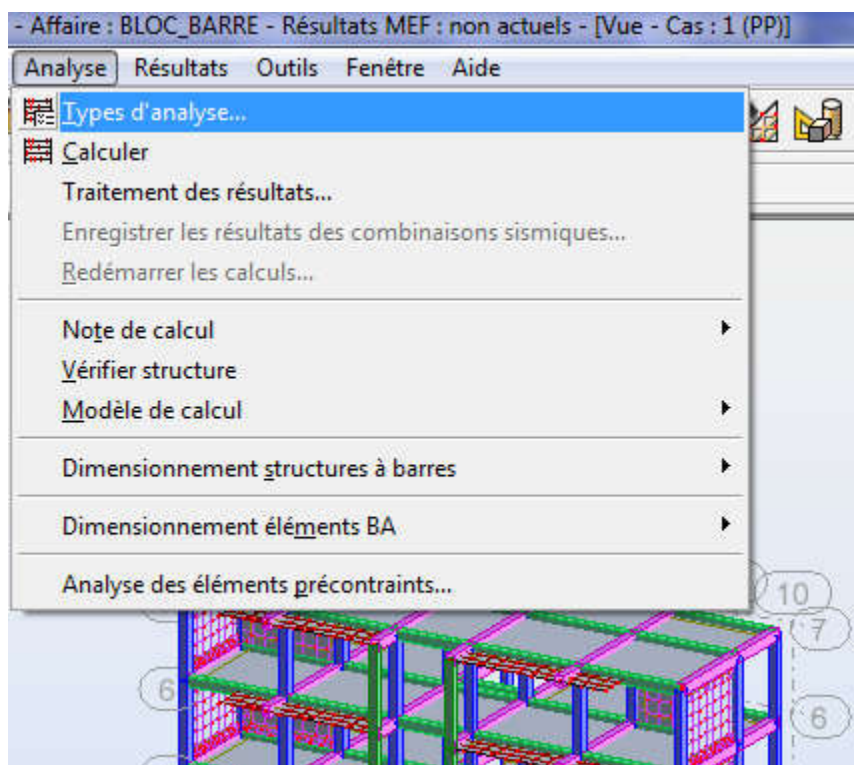 - Affaire : BLOC_BARRE - Résultats MEF : non actuels - [Vue - Cas : 1 (PP)]
Analyse Résultats Outils Fenêtre Aide
Types d'analyse...
Calculer
Traitement des résultats...
Enregistrer les résultats des combinaisons sismiques...
Redémarrer les calculs...
Note de calcul
Vérifier structure
Modèle de calcul
Dimensionnement structures à barres
Dimensionnement éléments BA
Analyse des éléments précontraints...
10
7
6
6